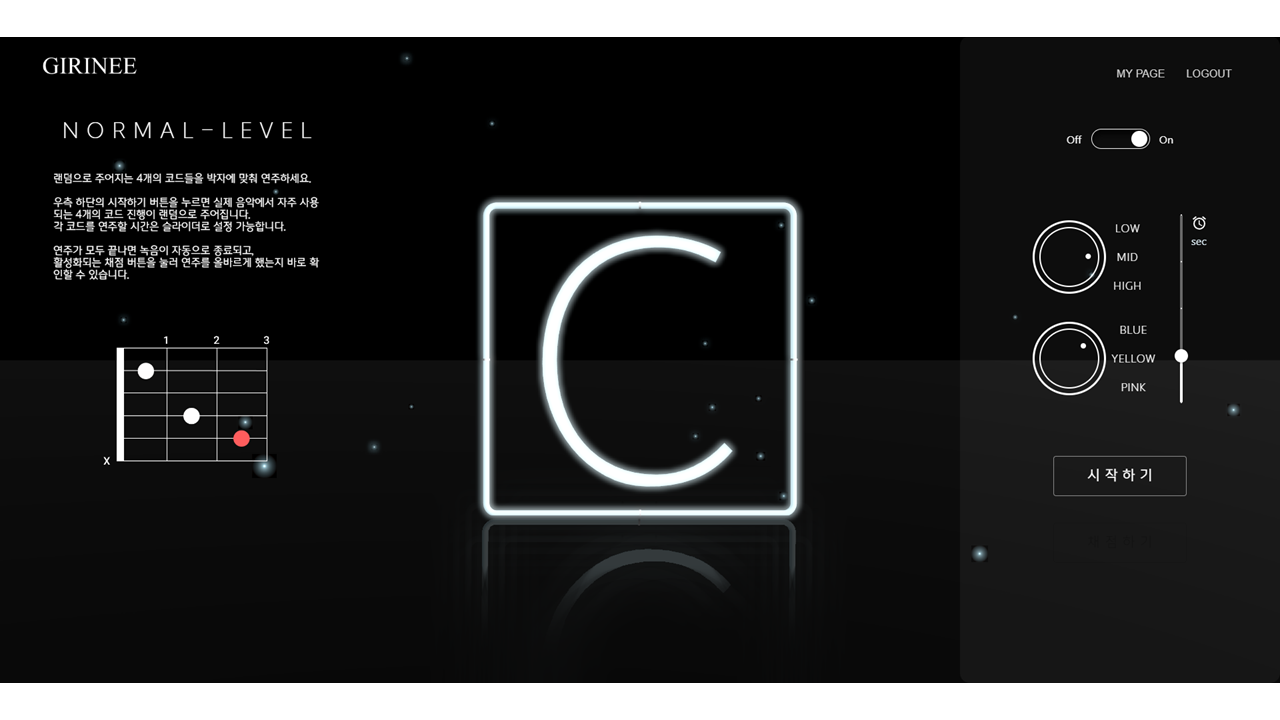 GIRINEE
MY PAGE LOGOUT
NORMAL-LEVEL
Off On
랜덤으로 주어지는 4개의 코드들을 박자에 맞춰 연주하세요.
우측 하단의 시작하기 버튼을 누르면 실제 음악에서 자주 사용
되는 4개의 코드 진행이 랜덤으로 주어집니다.
각 코드를 연주할 시간은 슬라이더로 설정 가능합니다.
연주가 모두 끝나면 녹음이 자동으로 종료되고,
활성화되는 채점 버튼을 눌러 연주를 올바르게 했는지 바로 확
인할 수 있습니다.
1 2 3
X
C
LOW
MID
HIGH
sec
BLUE
YELLOW
PINK
시작하기